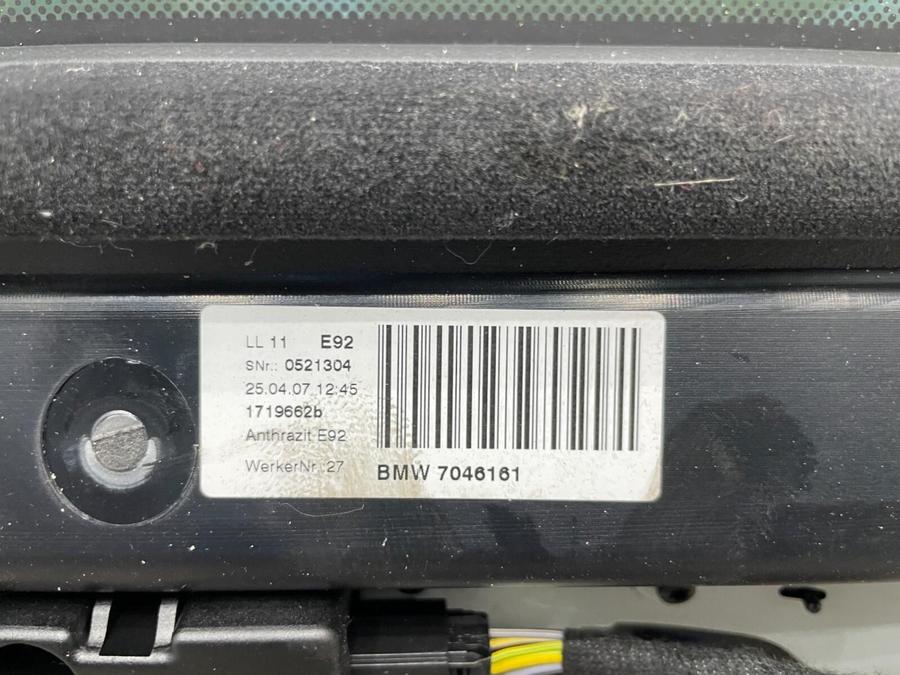 LL 11 E92
SNr.: 0521304
25.04.07 12:45
1719662b
Anthrazit E92
WerkerNr.:27
BMW 7046161